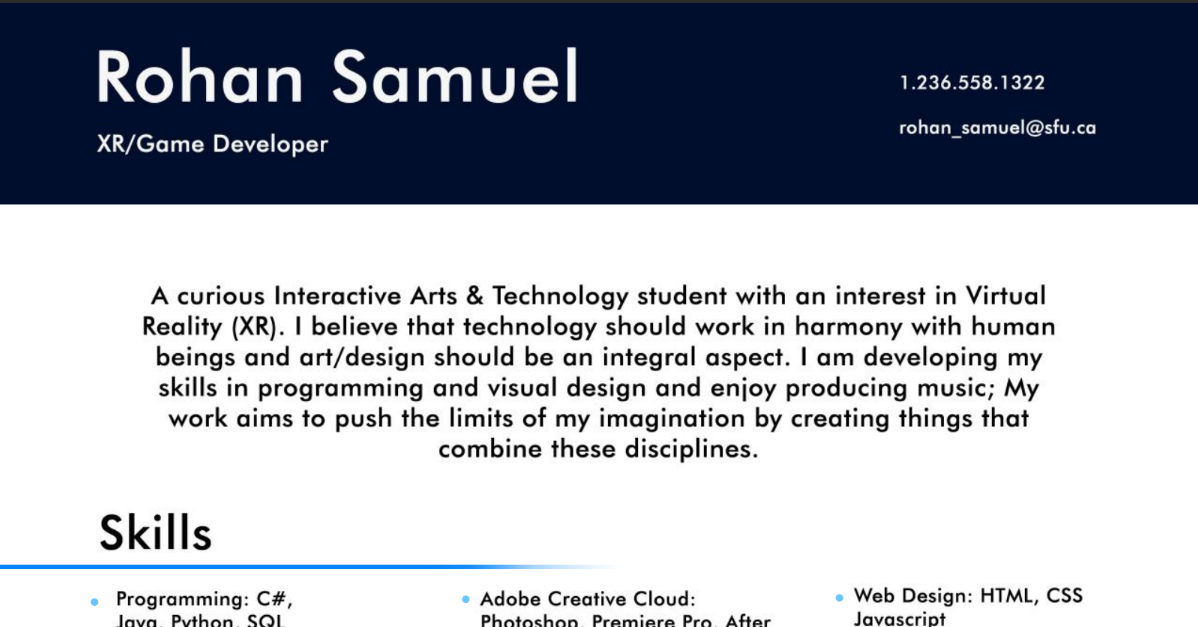 Rohan Samuel
XR/Game Developer
1.236.558.1322
rohan_samuel@sfu.ca
A curious Interactive Arts & Technology student with an interest in Virtual
Reality (XR). I believe that technology should work in harmony with human
beings and art/design should be an integral aspect. I am developing my
skills in programming and visual design and enjoy producing music; My
work aims to push the limits of my imagination by creating things that
combine these disciplines.
Skills
Programming: C#,
Java, Python, SQL
Adobe Creative Cloud:
Photoshop, Premiere Pro, After
Web Design: HTML, CSS
Javascript